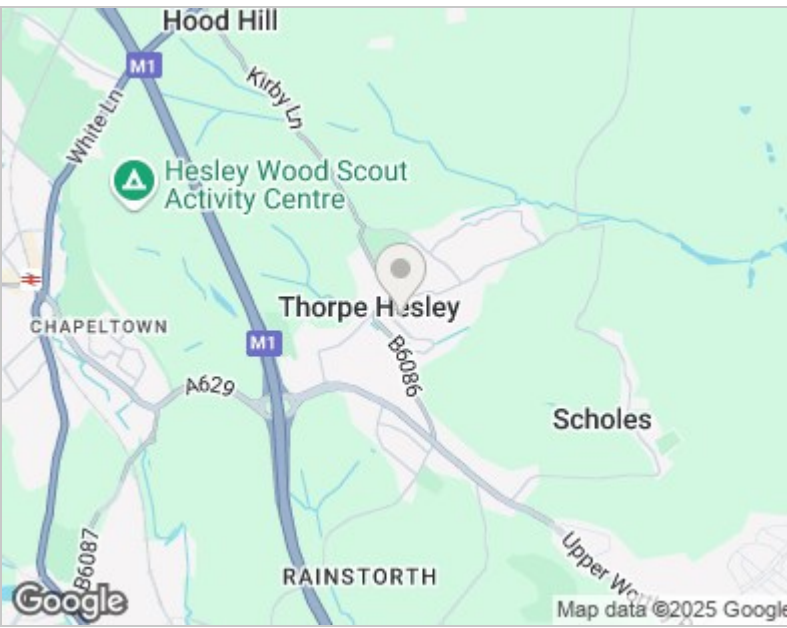 Hood Hill
M1
Kirby Ln
White Ln
Hesley Wood Scout
Activity Centre
Thorpe Hesley
CHAPELTOWN
M1
B6086
A629
Scholes
B6087
RAINSTORTH
Upper
Google
Map data ©2025 Google